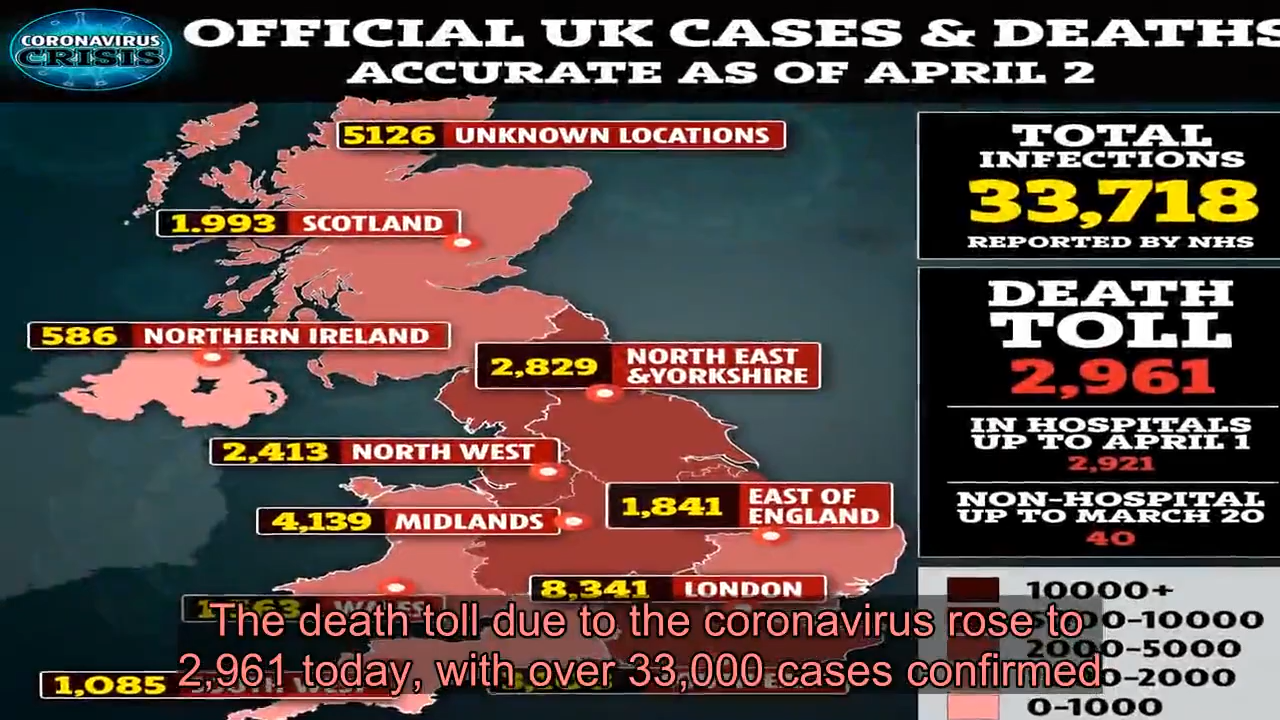 CORONAVIRUS
CRISIS
OFFICIAL UK CASES & DEATHS
ACCURATE AS OF APRIL 2
5126 UNKNOWN LOCATIONS
1.993 SCOTLAND
586 NORTHERN IRELAND
2,829 NORTH EAST
&YORKSHIRE
2,413 NORTH WEST
4,139 MIDLANDS
1,841 EAST OF
ENGLAND
8,341 LONDON
WALES
1,085
TOTAL
INFECTIONS
33,718
REPORTED BY NHS
DEATH
TOLL
2,961
IN HOSPITALS
UP TO APRIL 1
2,921
NON-HOSPITAL
UP TO MARCH 20
40
10000+
-10000
2000-5000
-2000
0-1000
The death toll due to the coronavirus rose to
2,961 today, with over 33,000 cases confirmed